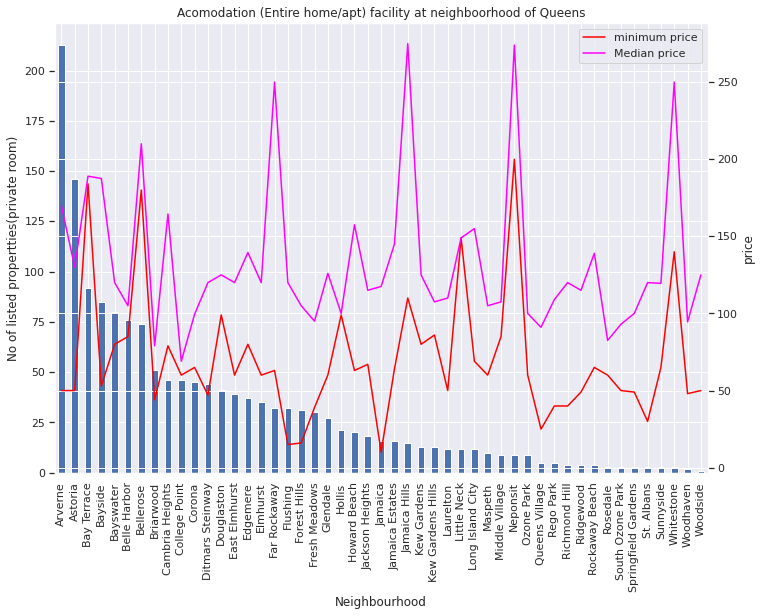 Acomodation (Entire home/apt) facility at neighboorhood of Queens
minimum price
Median price
No of listed propertties(private room)
200
175
150
125
100
75
50
25
0
250
200
150
100
50
0
price
Arverne
Astoria
Bay Terrace
Bayside
Bayswater
Belle Harbor
Bellerose
Briarwood
Cambria Heights
College Point
Corona
Ditmars Steinway
Douglaston
East Elmhurst
Edgemere
Elmhurst
Far Rockaway
Flushing
Forest Hills
Fresh Meadows
Glendale
Hollis
Howard Beach
Jackson Heights
Jamaica
Jamaica Estates
Jamaica Hills
Kew Gardens
Kew Gardens Hills
Laurelton
Little Neck
Long Island City
Maspeth
Middle Village
Neponsit
Ozone Park
Queens Village
Rego Park
Richmond Hill
Ridgewood
Rockaway Beach
Rosedale
South Ozone Park
Springfield Gardens
St. Albans
Sunnyside
Whitestone
Woodhaven
Woodside
Neighbourhood